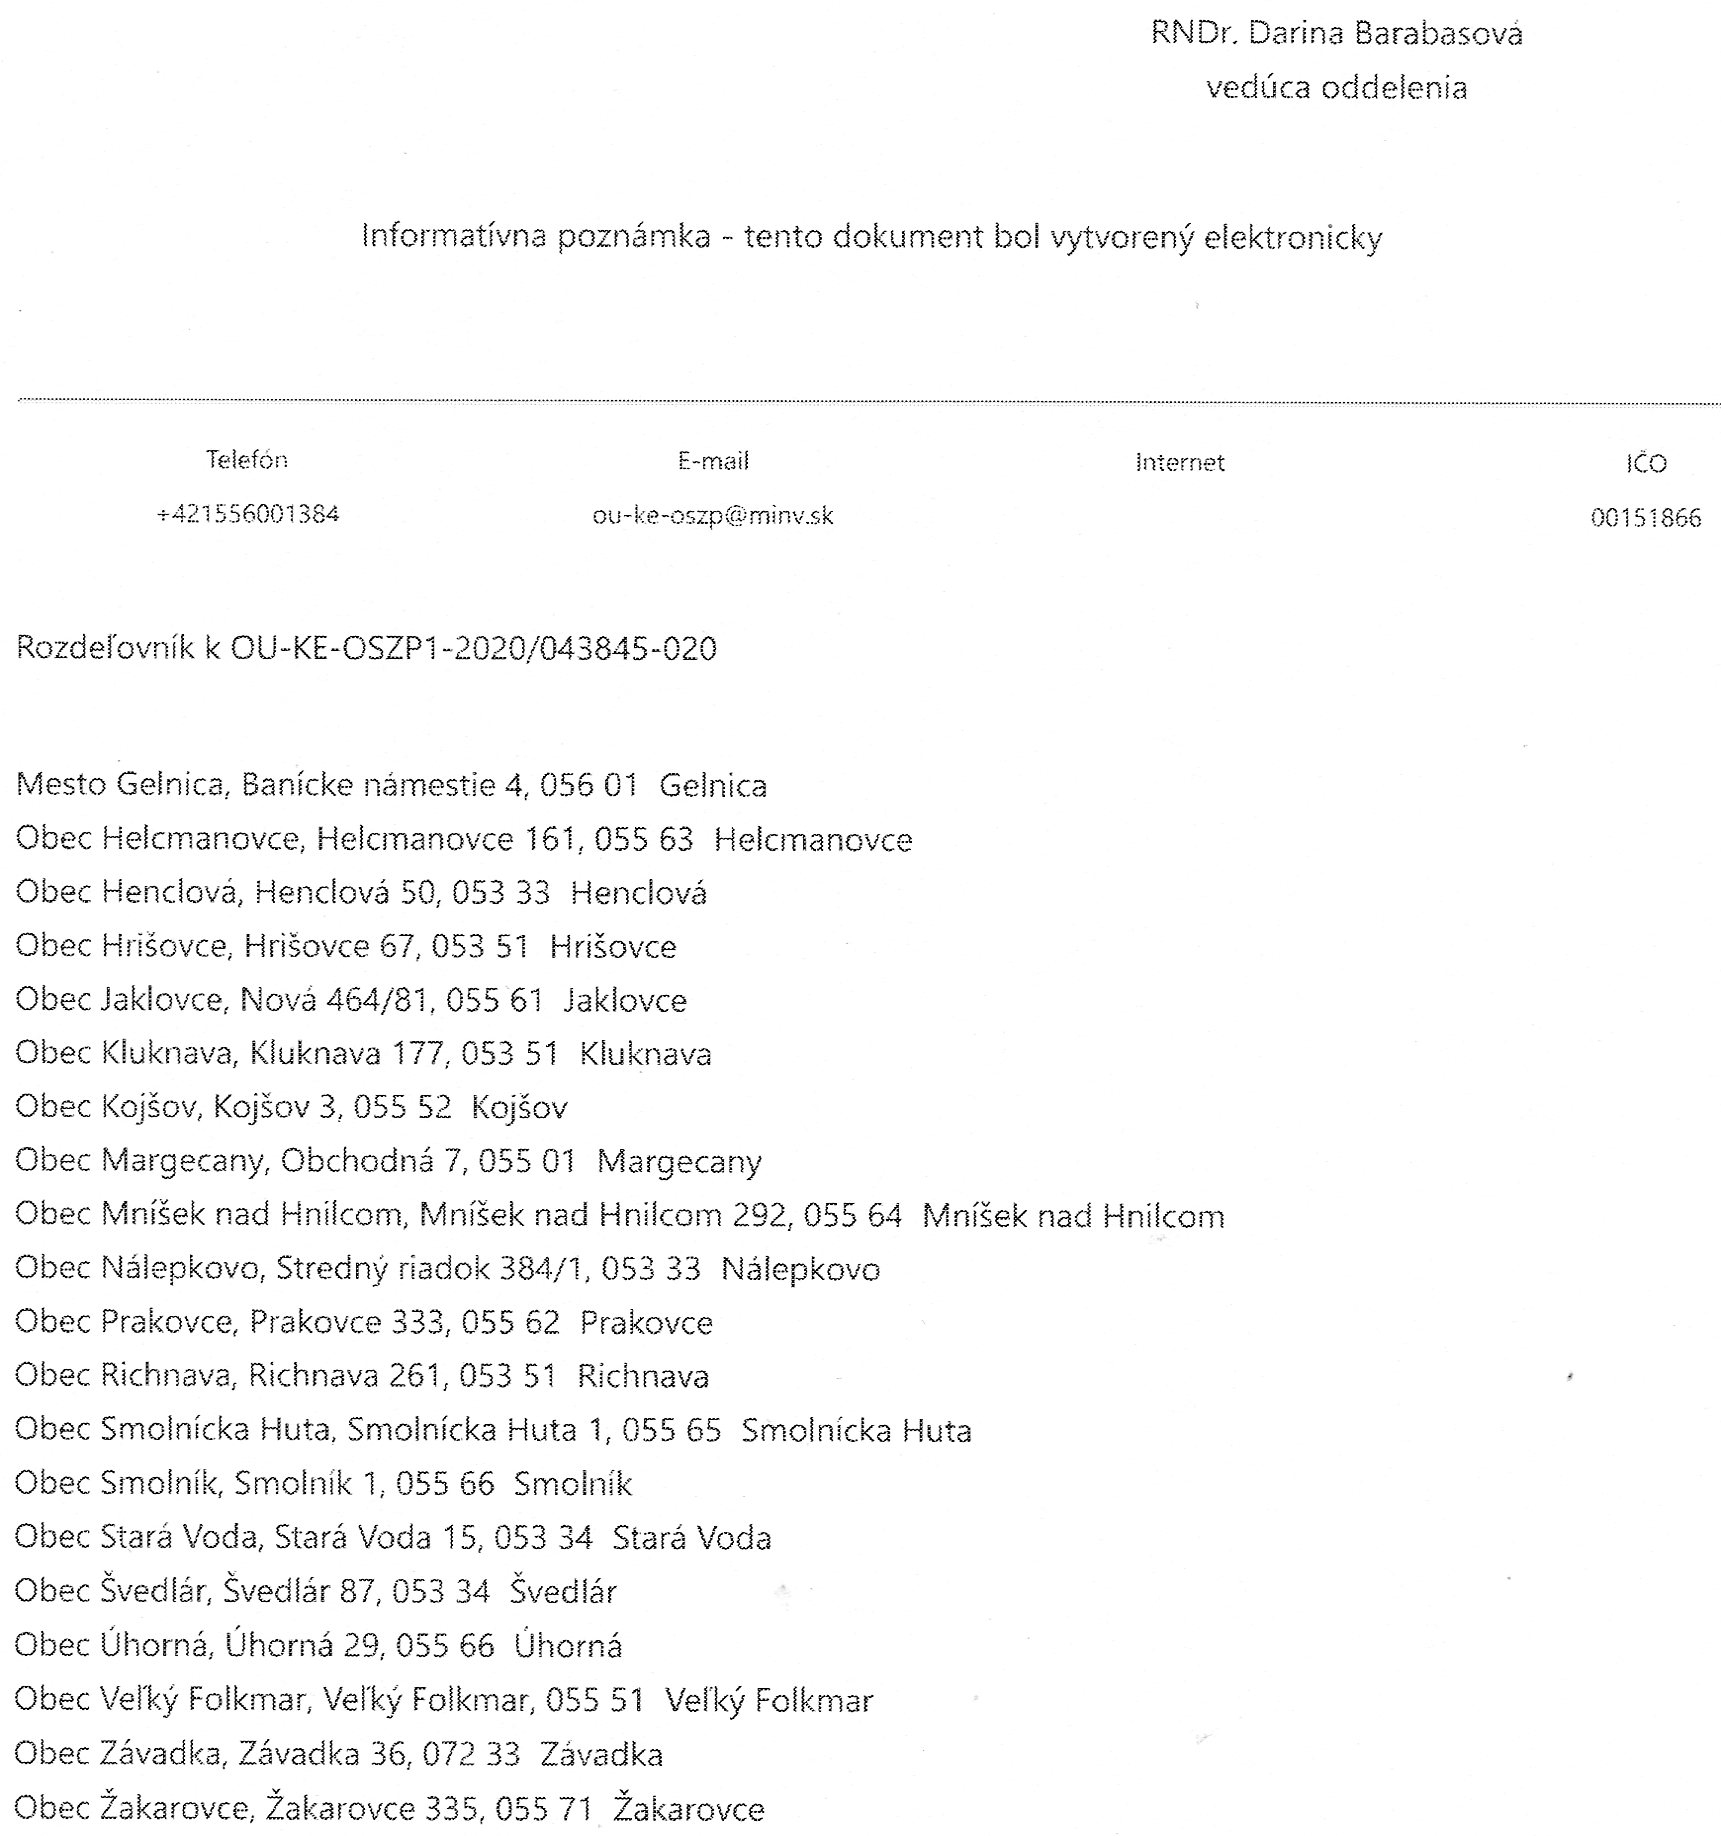 RNDr. Darina Barabasová
vedúca oddelenia
Informatívna poznámka - tento dokument bol vytvorený elektronicky
Telefón E-mail Internet IČO
+421556001384 ou-ke-oszp@minv.sk 00151866
Rozdeľovník k OU-KE-OSZP1-2020/043845-020
Mesto Gelnica, Banícke námestie 4, 056 01 Gelnica
Obec Helcmanovce, Helcmanovce 161, 055 63 Helcmanovce
Obec Henclová, Henclová 50, 053 33 Henclová
Obec Hrišovce, Hrišovce 67, 053 51 Hrišovce
Obec Jaklovce, Nová 464/81, 055 61 Jaklovce
Obec Kluknava, Kluknava 177, 053 51 Kluknava
Obec Kojšov, Kojšov 3, 055 52 Kojšov
Obec Margecany, Obchodná 7, 055 01 Margecany
Obec Mníšek nad Hnilcom, Mníšek nad Hnilcom 292, 055 64 Mníšek nad Hnilcom
Obec Nálepkovo, Stredný riadok 384/1, 053 33 Nálepkovo
Obec Prakovce, Prakovce 333, 055 62 Prakovce
Obec Richnava, Richnava 261, 053 51 Richnava
Obec Smolnícka Huta, Smolnícka Huta 1, 055 65 Smolnícka Huta
Obec Smolník, Smolník 1, 055 66 Smolník
Obec Stará Voda, Stará Voda 15, 053 34 Stará Voda
Obec Švedlár, Švedlár 87, 053 34 Švedlár
Obec Úhorná, Úhorná 29, 055 66 Úhorná
Obec Veľký Folkmar, Veľký Folkmar, 055 51 Veľký Folkmar
Obec Závadka, Závadka 36, 072 33 Závadka
Obec Žakarovce, Žakarovce 335, 055 71 Žakarovce